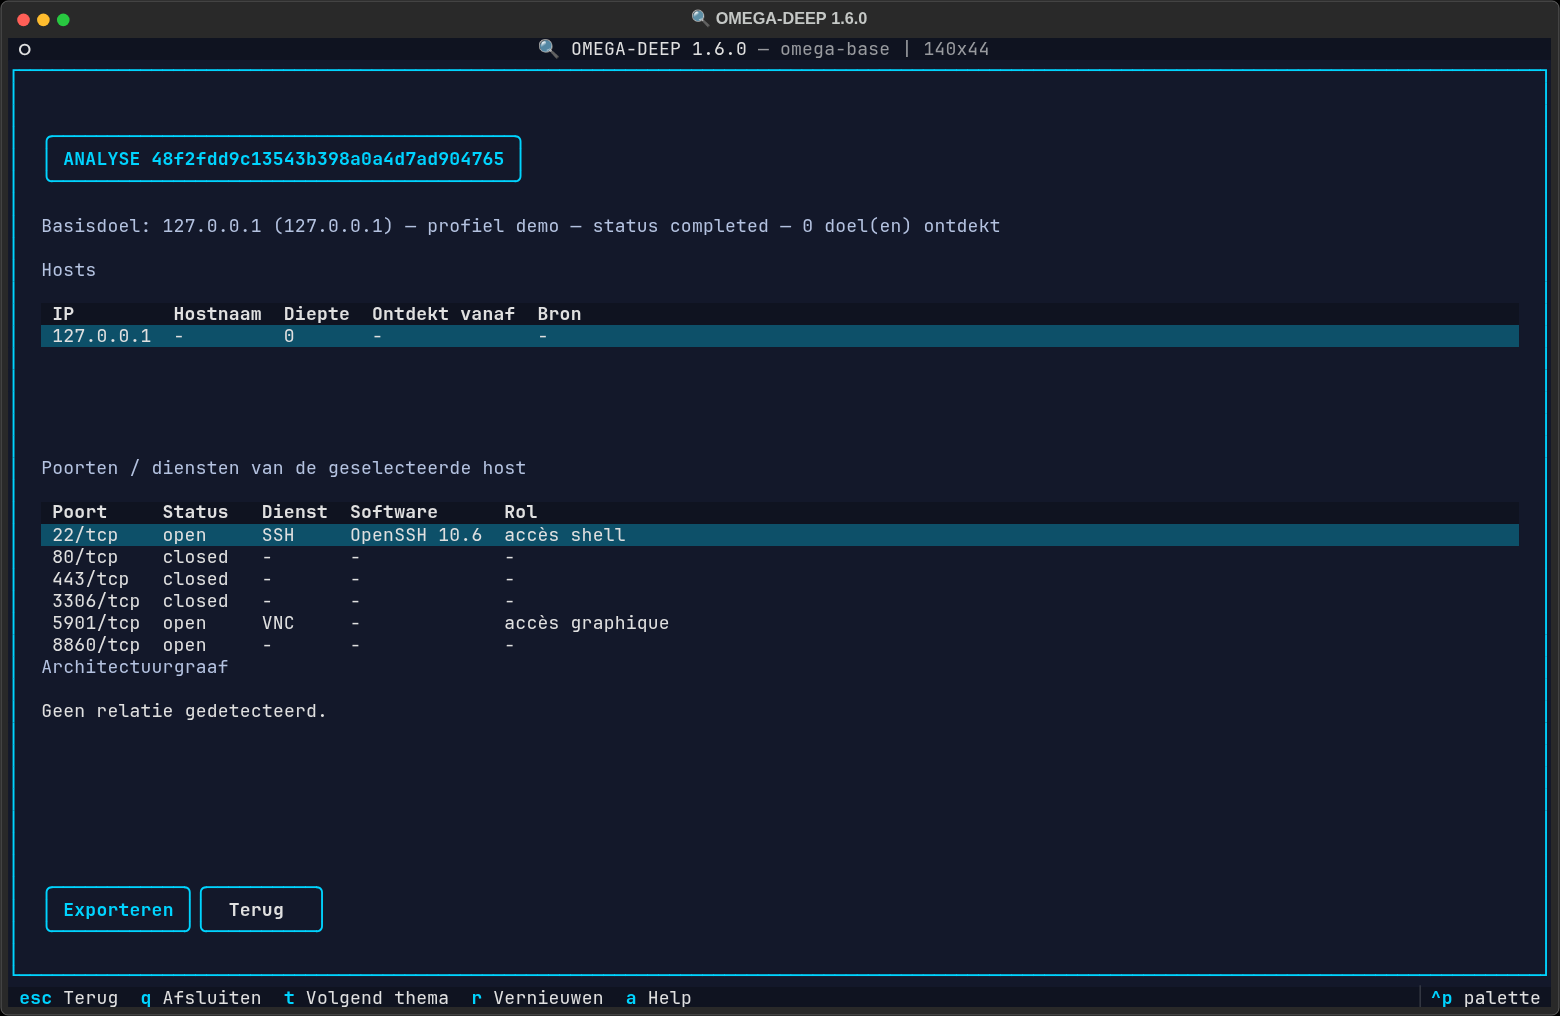 🔍 OMEGA-DEEP 1.6.0
🔍 OMEGA-DEEP 1.6.0 — omega-base | 140x44
ANALYSE 48f2fdd9c13543b398a0a4d7ad904765
Basisdoel: 127.0.0.1 (127.0.0.1) — profiel demo — status completed — 0 doel(en) ontdekt
Hosts
IP Hostnaam Diepte Ontdekt vanaf Bron
127.0.0.1 - 0 - -
Poorten / diensten van de geselecteerde host
Poort Status Dienst Software Rol
22/tcp open SSH OpenSSH 10.6 accès shell
80/tcp closed - - -
443/tcp closed - - -
3306/tcp closed - - -
5901/tcp open VNC - accès graphique
8860/tcp open - - -
Architectuurgraaf
Geen relatie gedetecteerd.
Exporteren Terug
esc Terug q Afsluiten t Volgend thema r Vernieuwen a Help ^p palette